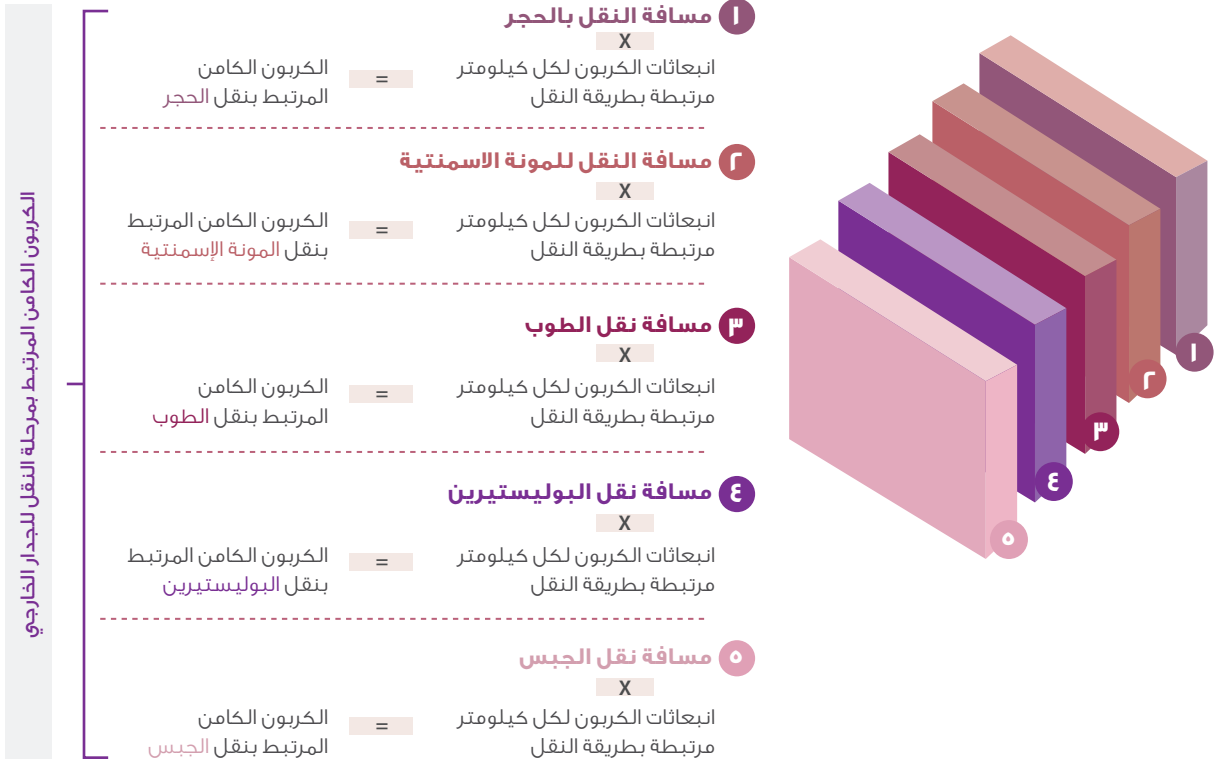 ١ مسافة النقل بالحجر
X
انبعاثات الكربون لكل كيلومتر
مرتبطة بطريقة النقل
=
الكربون الكامن
المرتبط بنقل الحجر
٢ مسافة النقل للمونة الاسمنتية
X
انبعاثات الكربون لكل كيلومتر
مرتبطة بطريقة النقل
=
الكربون الكامن المرتبط
بنقل المونة الإسمنتية
٣ مسافة نقل الطوب
X
انبعاثات الكربون لكل كيلومتر
مرتبطة بطريقة النقل
=
الكربون الكامن
المرتبط بنقل الطوب
٤ مسافة نقل البوليستيرين
X
انبعاثات الكربون لكل كيلومتر
مرتبطة بطريقة النقل
=
الكربون الكامن المرتبط
بنقل البوليستيرين
٥ مسافة نقل الجبس
X
انبعاثات الكربون لكل كيلومتر
مرتبطة بطريقة النقل
=
الكربون الكامن
المرتبط بنقل الجبس
الكربون الكامن المرتبط بمرحلة النقل للجدار الخارجي
١
٢
٣
٤
٥